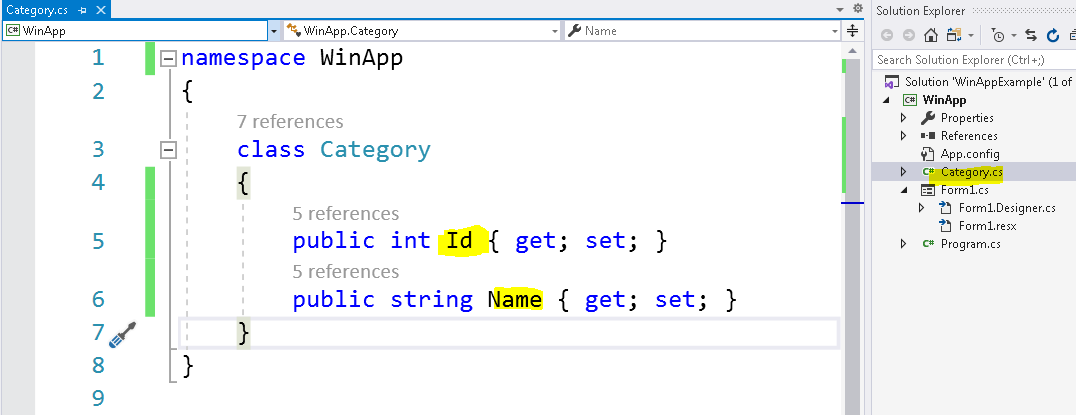 Category.cs
WinApp
WinApp.Category
Name
1 namespace WinApp
2 {
7 references
3 class Category
4 {
5 references
5 public int Id { get; set; }
5 references
6 public string Name { get; set; }
7 }
8 }
9
Solution Explorer
Search Solution Explorer (Ctrl+;)
Solution 'WinAppExample' (1 of
C# WinApp
Properties
References
App.config
C# Category.cs
Form1.cs
Form1.Designer.cs
Form1.resx
C# Program.cs